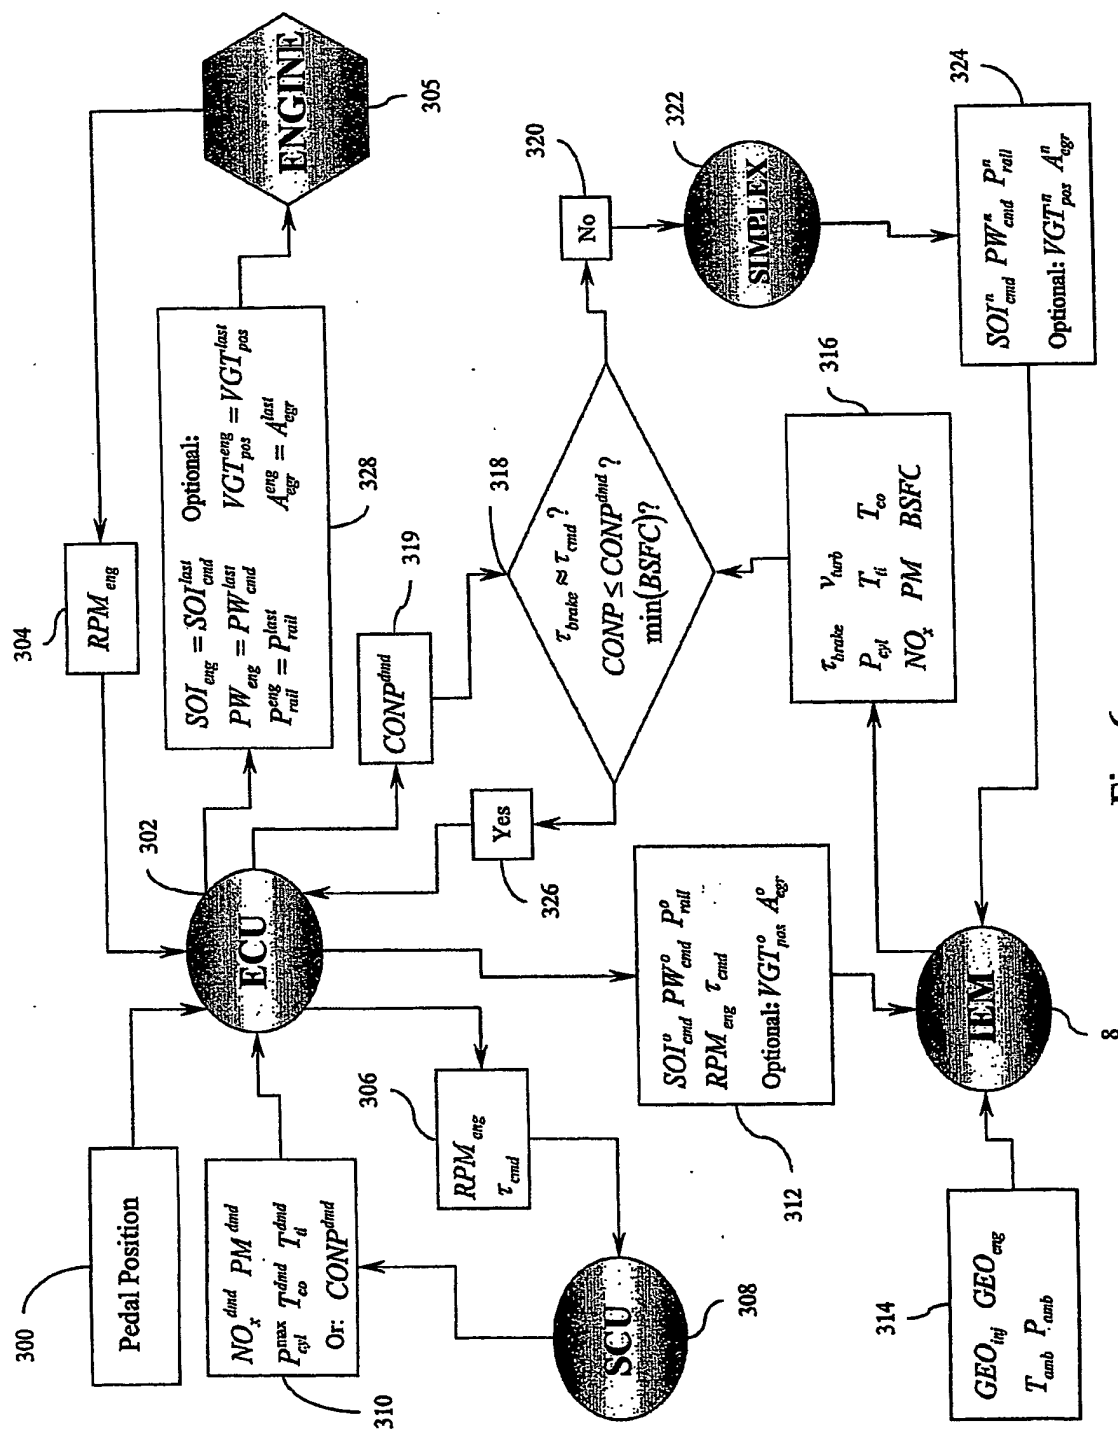 300
Pedal Position
304
RPM_eng
ENGINE
305
302
ECU
SOI_eng = SOI_cmd^last
PW_eng = PW_cmd^last
P_rail^eng = P_rail^last
Optional:
VGT_pos^eng = VGT_pos^last
A_egr^eng = A_egr^last
328
310
NO_x^dmd PM^dmd
P_cyl^max T_co^dmd T_ti^dmd
Or: CONP^dmd
306
RPM_eng
τ_cmd
SCU
308
CONP^dmd
319
Yes
326
318
τ_brake ≈ τ_cmd ?
CONP ≤ CONP^dmd ?
min(BSFC)?
No
320
SIMPLEX
322
SOI_cmd^o PW_cmd^o P_rail^o
RPM_eng τ_cmd
Optional: VGT_pos^o A_egr^o
312
314
GEO_inj GEO_eng
T_amb P_amb
IEM
8
316
τ_brake ν_turb
P_cyl T_ti T_co
NO_x PM BSFC
324
SOI_cmd^n PW_cmd^n P_rail^n
Optional: VGT_pos^n A_egr^n